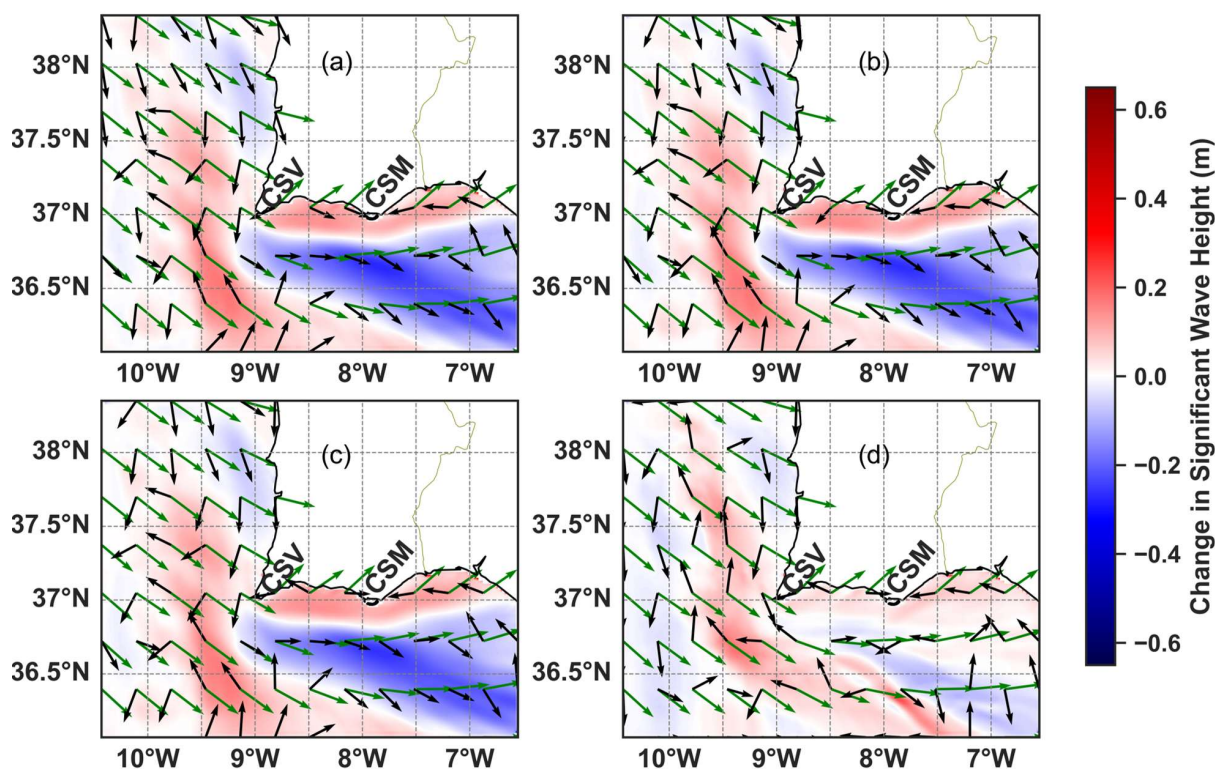 (a)
(b)
38°N
37.5°N
37°N
36.5°N
CSV
CSM
10°W 9°W 8°W 7°W
38°N
37.5°N
37°N
36.5°N
CSV
CSM
10°W 9°W 8°W 7°W
(c)
(d)
38°N
37.5°N
37°N
36.5°N
CSV
CSM
10°W 9°W 8°W 7°W
38°N
37.5°N
37°N
36.5°N
CSV
CSM
10°W 9°W 8°W 7°W
0.6
0.4
0.2
0.0
−0.2
−0.4
−0.6
Change in Significant Wave Height (m)